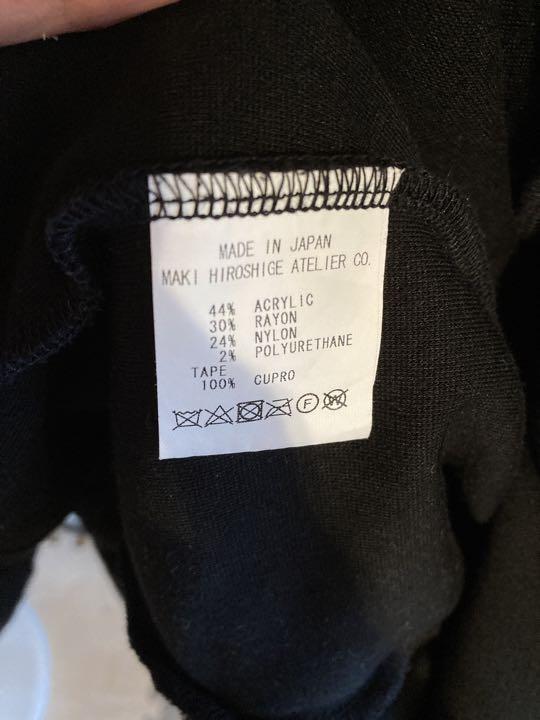 MADE IN JAPAN
MAKI HIROSHIGE ATELIER CO.
44% ACRYLIC
30% RAYON
24% NYLON
2% POLYURETHANE
TAPE
100% CUPRO
F W